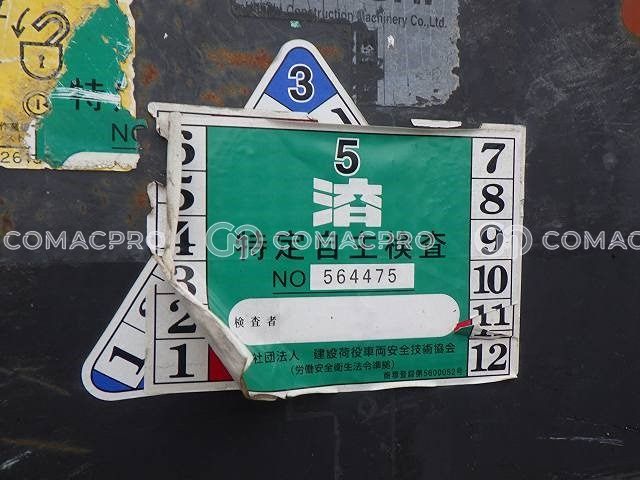 Construction Machinery Co.,Ltd.
特
NO
2615
3
5
済
特定自主検査
NO 564475
検査者
社団法人 建設荷役車両安全技術協会
(労働安全衛生法令準拠)
6
5
4
3
2
1
7
8
9
10
11
12
1
COMACPRO
COMACPRO
COMAC